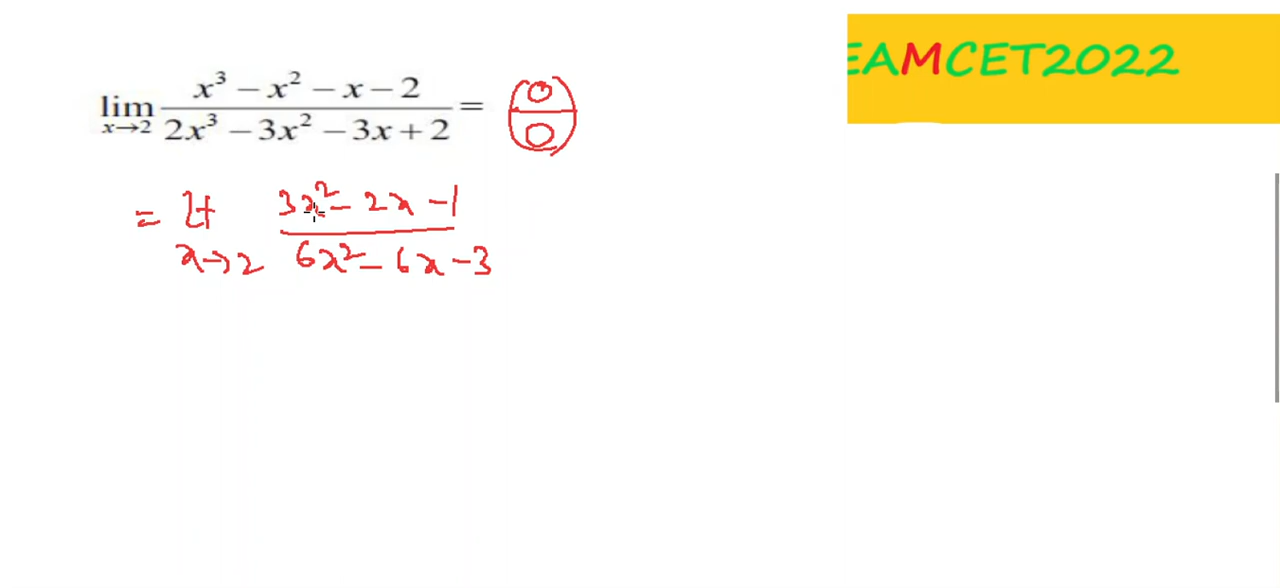 EAMCET2022
lim x→2 (x³ − x² − x − 2)/(2x³ − 3x² − 3x + 2) = (0/0)
= Lt x→2 (3x² − 2x − 1)/(6x² − 6x − 3)